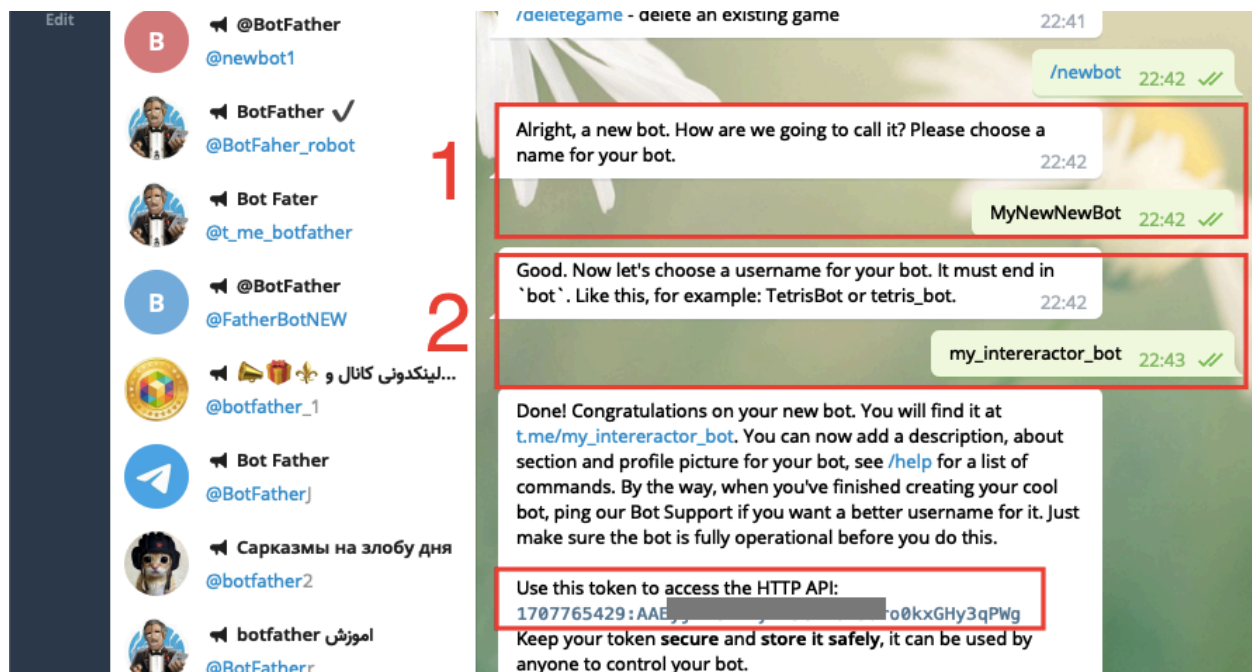 Edit
B
@BotFather
@newbot1
BotFather ✓
@BotFaher_robot
Bot Fater
@t_me_botfather
B
@BotFather
@FatherBotNEW
لینکدونی کانال و...
@botfather_1
Bot Father
@BotFatherJ
Сарказмы на злобу дня
@botfather2
اموزش botfather
@BotFatherr
/deletegame - delete an existing game
22:41
/newbot 22:42
1
Alright, a new bot. How are we going to call it? Please choose a
name for your bot.
22:42
MyNewNewBot 22:42
2
Good. Now let's choose a username for your bot. It must end in
`bot`. Like this, for example: TetrisBot or tetris_bot.
22:42
my_intereractor_bot 22:43
Done! Congratulations on your new bot. You will find it at
t.me/my_intereractor_bot. You can now add a description, about
section and profile picture for your bot, see /help for a list of
commands. By the way, when you've finished creating your cool
bot, ping our Bot Support if you want a better username for it. Just
make sure the bot is fully operational before you do this.
Use this token to access the HTTP API:
1707765429:AAE ro0kxGHy3qPWg
Keep your token secure and store it safely, it can be used by
anyone to control your bot.